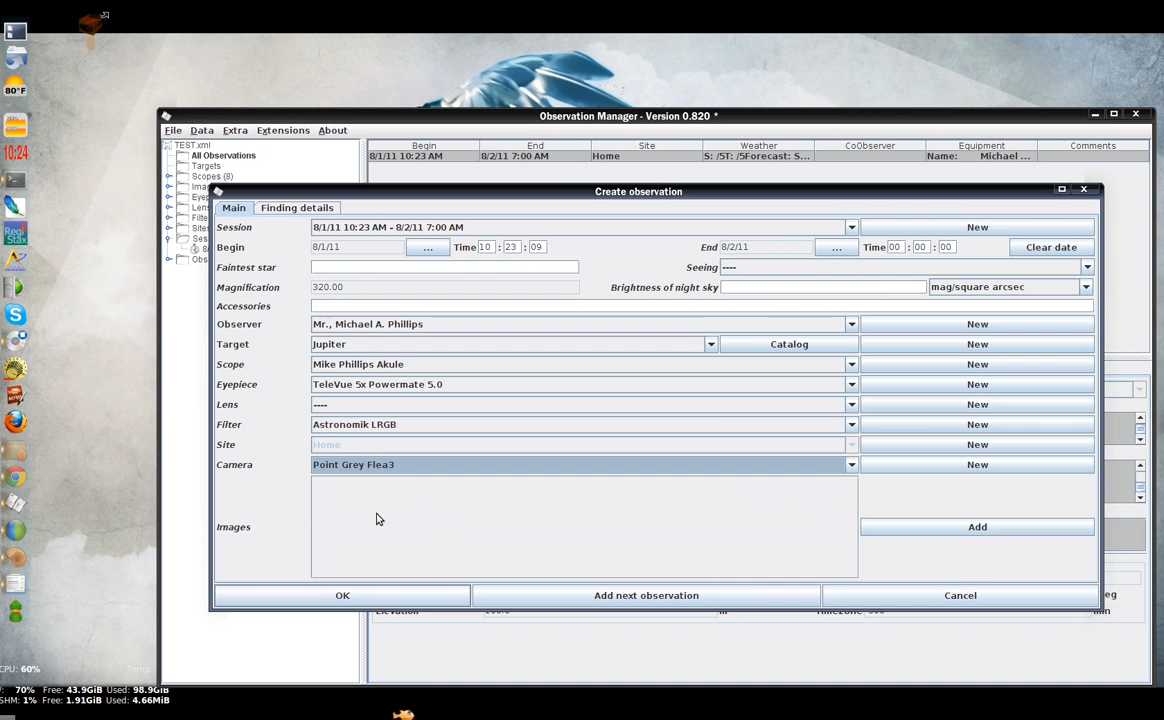 80°F
10:24
Regi
Stax
Observation Manager - Version 0.820 *
File Data Extra Extensions About
TEST.xml
All Observations
Targets
Scopes (8)
Begin End Site Weather CoObserver Equipment Comments
8/1/11 10:23 AM 8/2/11 7:00 AM Home S: /5T: /5Forecast: S... Name: Michael ...
Create observation
Main Finding details
Session 8/1/11 10:23 AM - 8/2/11 7:00 AM New
Begin 8/1/11 ... Time 10 : 23 : 09 End 8/2/11 ... Time 00 : 00 : 00 Clear date
Faintest star Seeing ----
Magnification 320.00 Brightness of night sky mag/square arcsec
Accessories
Observer Mr., Michael A. Phillips New
Target Jupiter Catalog New
Scope Mike Phillips Akule New
Eyepiece TeleVue 5x Powermate 5.0 New
Lens ---- New
Filter Astronomik LRGB New
Site Home New
Camera Point Grey Flea3 New
Images Add
OK Add next observation Cancel
CPU: 60% Temp
70% Free: 43.9GiB Used: 98.9GiB
SHM: 1% Free: 1.91GiB Used: 4.66MiB